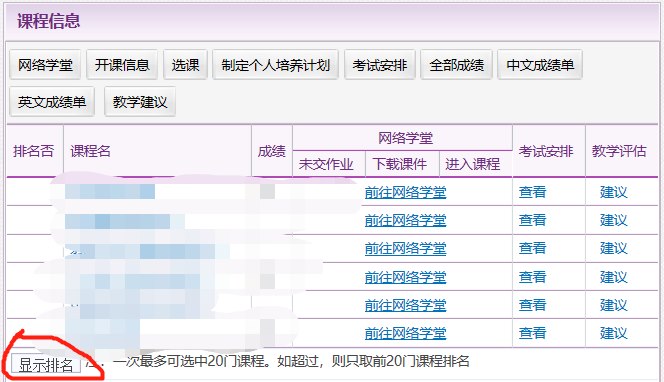 课程信息
网络学堂 开课信息 选课 制定个人培养计划 考试安排 全部成绩 中文成绩单
英文成绩单 教学建议
排名否 课程名 成绩 网络学堂 考试安排 教学评估
未交作业 下载课件 进入课程
前往网络学堂 查看 建议
前往网络学堂 查看 建议
前往网络学堂 查看 建议
前往网络学堂 查看 建议
前往网络学堂 查看 建议
前往网络学堂 查看 建议
显示排名 一次最多可选中20门课程。如超过，则只取前20门课程排名